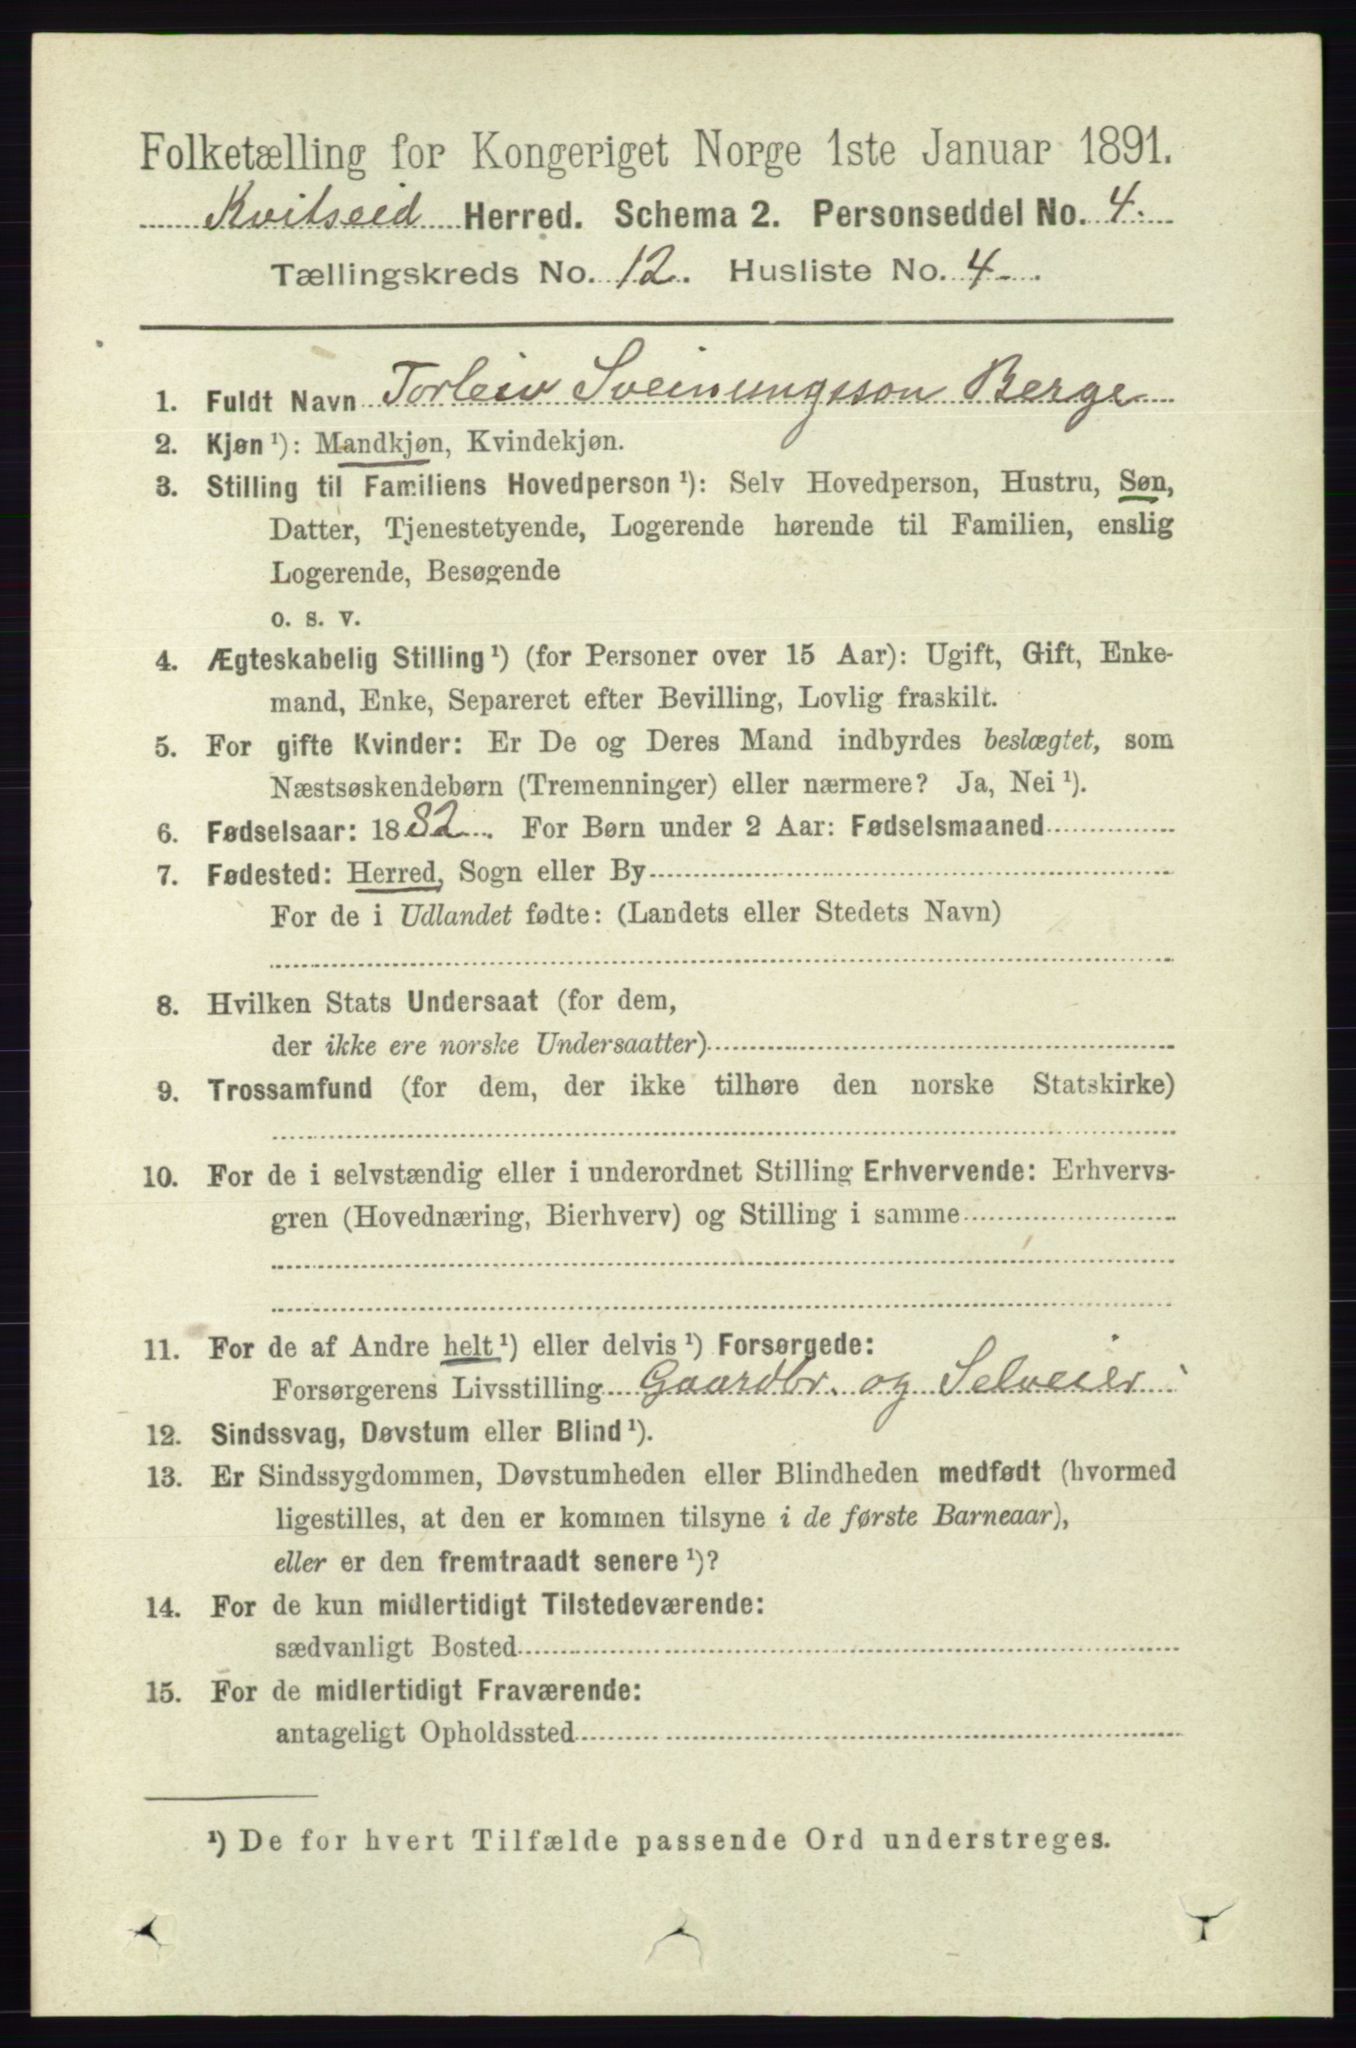 Folketælling for Kongeriget Norge 1ste Januar 1891.
Kvitseid Herred. Schema 2. Personseddel No. 4.
Tællingskreds No. 12. Husliste No. 4.
1. Fuldt Navn Torleiv Sveinungsson Berge
2. Kjøn ¹): Mandkjøn, Kvindekjøn.
3. Stilling til Familiens Hovedperson ¹): Selv Hovedperson, Hustru, Søn,
Datter, Tjenestetyende, Logerende hørende til Familien, enslig
Logerende, Besøgende
o. s. v.
4. Ægteskabelig Stilling ¹) (for Personer over 15 Aar): Ugift, Gift, Enke-
mand, Enke, Separeret efter Bevilling, Lovlig fraskilt.
5. For gifte Kvinder: Er De og Deres Mand indbyrdes beslægtet, som
Næstsøskendebørn (Tremenninger) eller nærmere? Ja, Nei ¹).
6. Fødselsaar: 1882. For Børn under 2 Aar: Fødselsmaaned
7. Fødested: Herred, Sogn eller By
For de i Udlandet fødte: (Landets eller Stedets Navn)
8. Hvilken Stats Undersaat (for dem,
der ikke ere norske Undersaatter)
9. Trossamfund (for dem, der ikke tilhøre den norske Statskirke)
10. For de i selvstændig eller i underordnet Stilling Erhvervende: Erhvervs-
gren (Hovednæring, Bierhverv) og Stilling i samme
11. For de af Andre helt ¹) eller delvis ¹) Forsørgede:
Forsørgerens Livsstilling Gaardbr. og Selveier
12. Sindssvag, Døvstum eller Blind ¹).
13. Er Sindssygdommen, Døvstumheden eller Blindheden medfødt (hvormed
ligestilles, at den er kommen tilsyne i de første Barneaar),
eller er den fremtraadt senere ¹)?
14. For de kun midlertidigt Tilstedeværende:
sædvanligt Bosted
15. For de midlertidigt Fraværende:
antageligt Opholdssted
¹) De for hvert Tilfælde passende Ord understreges.